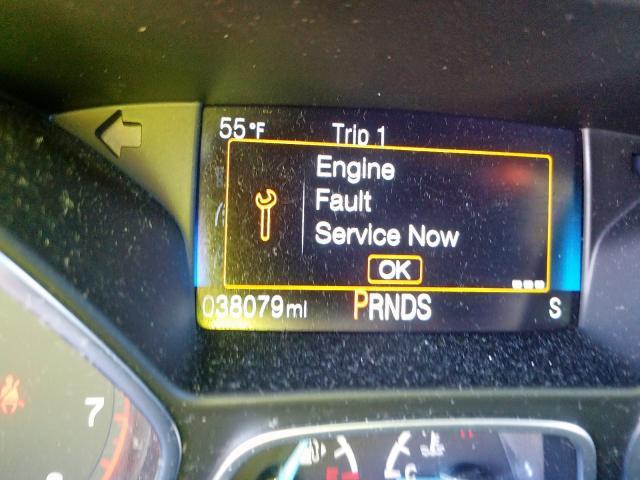 55°F Trip 1
Engine
Fault
Service Now
OK
038079mi PRNDS S
7
C